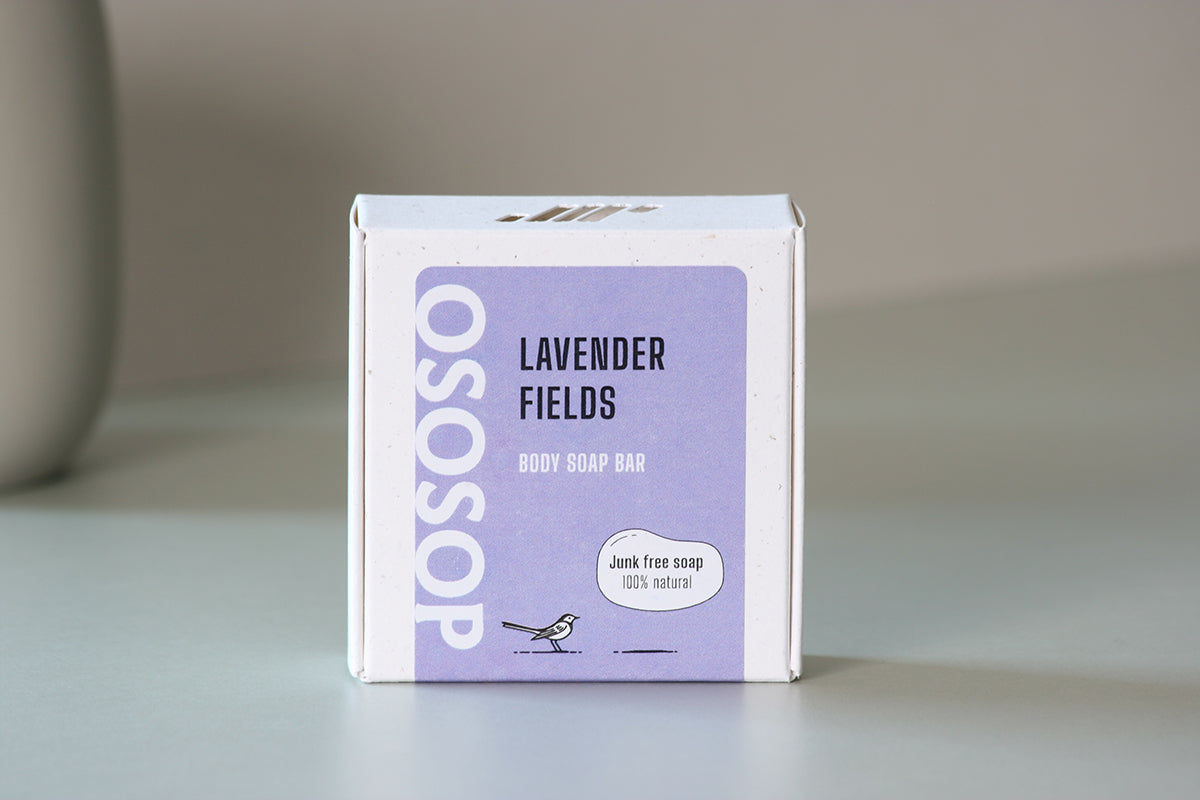 OSOSOP
LAVENDER
FIELDS
BODY SOAP BAR
Junk free soap
100% natural